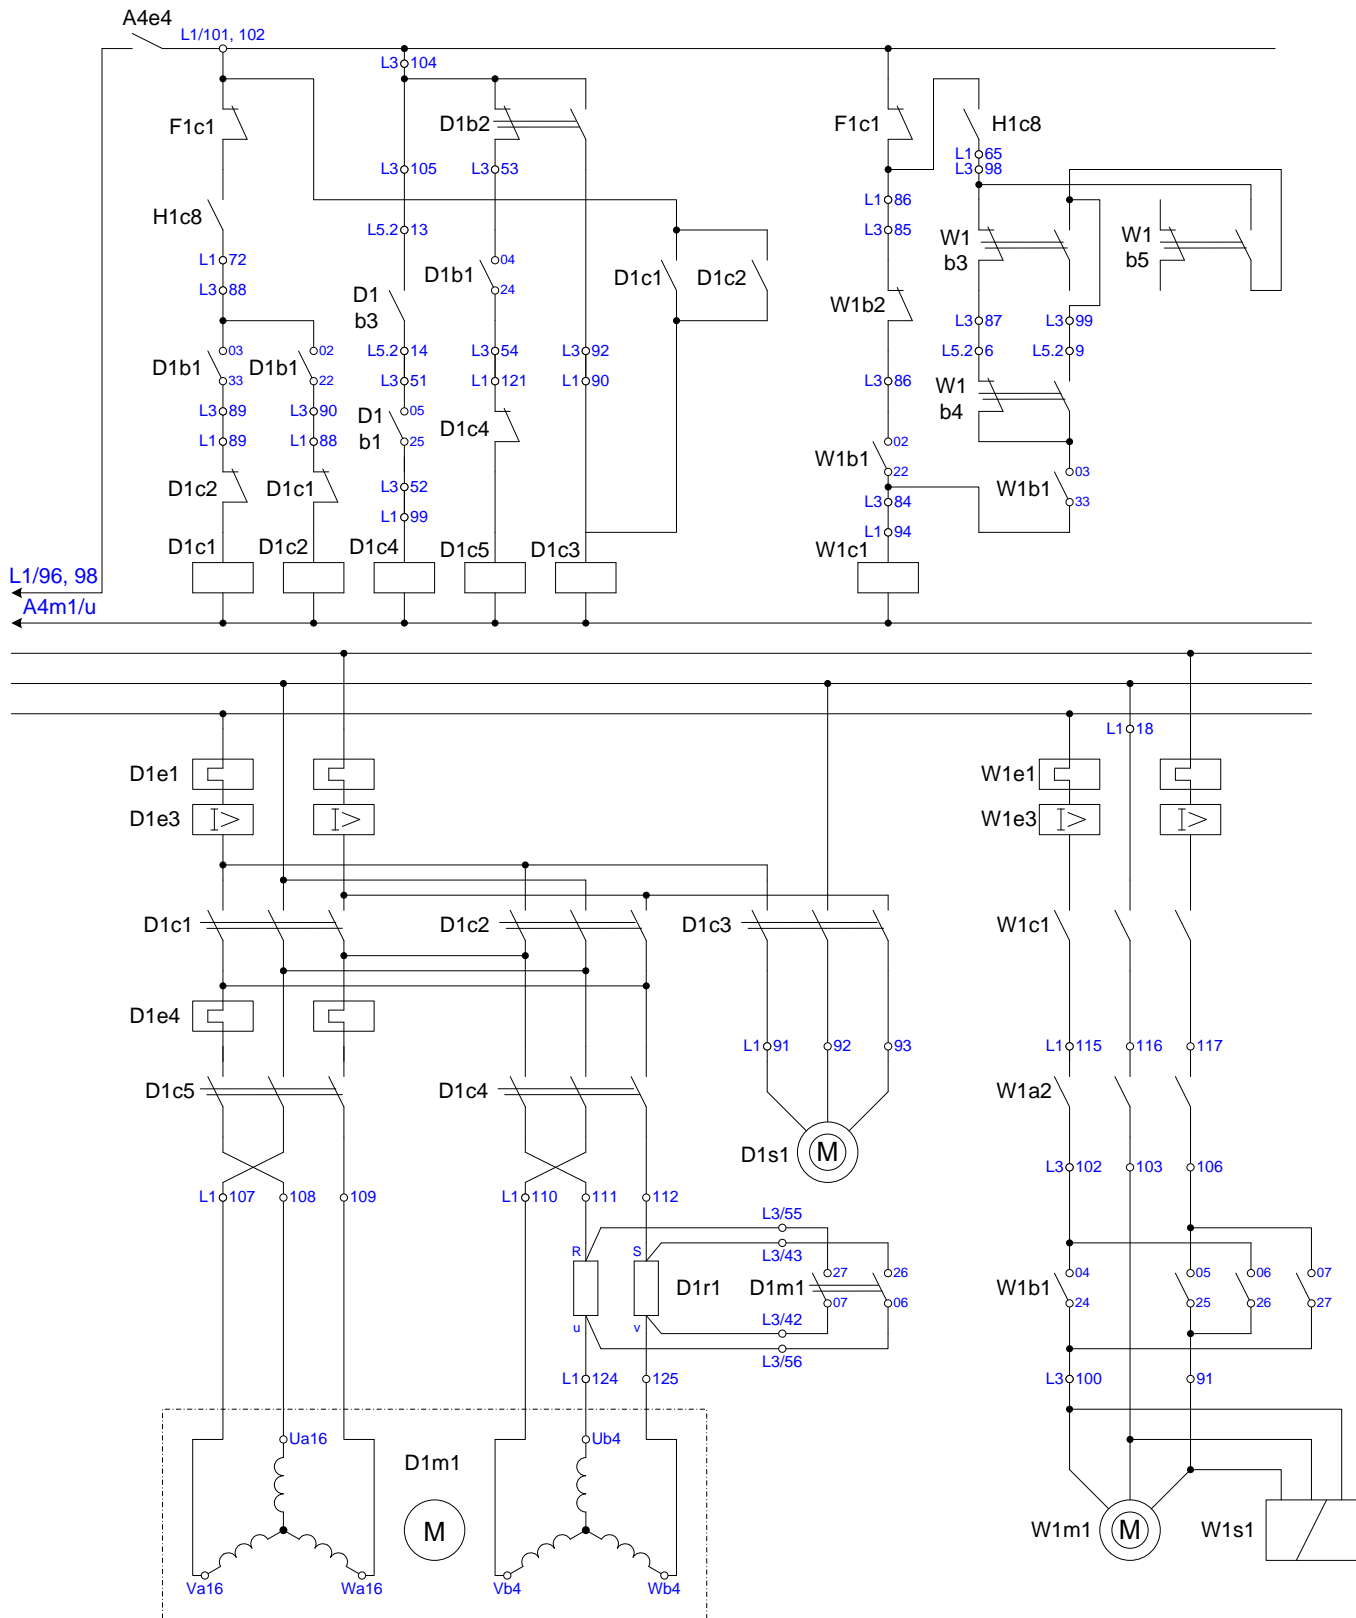 A4e4
L1/101, 102
L3 104
F1c1 D1b2 F1c1 H1c8
L1 65
L3 105 L3 53 L3 98
L1 86
H1c8 L5.2 13 L3 85 W1 b3 W1 b5
L1 72 D1b1 04 24 D1c1 D1c2
L3 88 D1 b3 W1b2
L3 87 L3 99
D1b1 03 33 D1b1 02 22 L5.2 14 L3 54 L3 92 L5.2 6 L5.2 9
L3 51 L1 121 L1 90 L3 86 W1 b4
L3 89 L3 90 D1 b1 05 25
L1 89 L1 88 D1c4 W1b1 02 22 W1b1 03 33
D1c2 D1c1 L3 52 L3 84
L1 99 L1 94
D1c1 D1c2 D1c4 D1c5 D1c3 W1c1
L1/96, 98
A4m1/u
L1 18
D1e1 W1e1
D1e3 I> I> W1e3 I> I>
D1c1 D1c2 D1c3 W1c1
D1e4
L1 91 92 93 L1 115 116 117
D1c5 D1c4 W1a2
D1s1 M L3 102 103 106
L1 107 108 109 L1 110 111 112
L3/55
R S L3/43
D1r1 D1m1 27 07 26 06 W1b1 04 24 05 25 06 26 07 27
u v L3/42
L3/56
L1 124 125 L3 100 91
Ua16 D1m1 Ub4
M W1m1 M W1s1
Va16 Wa16 Vb4 Wb4